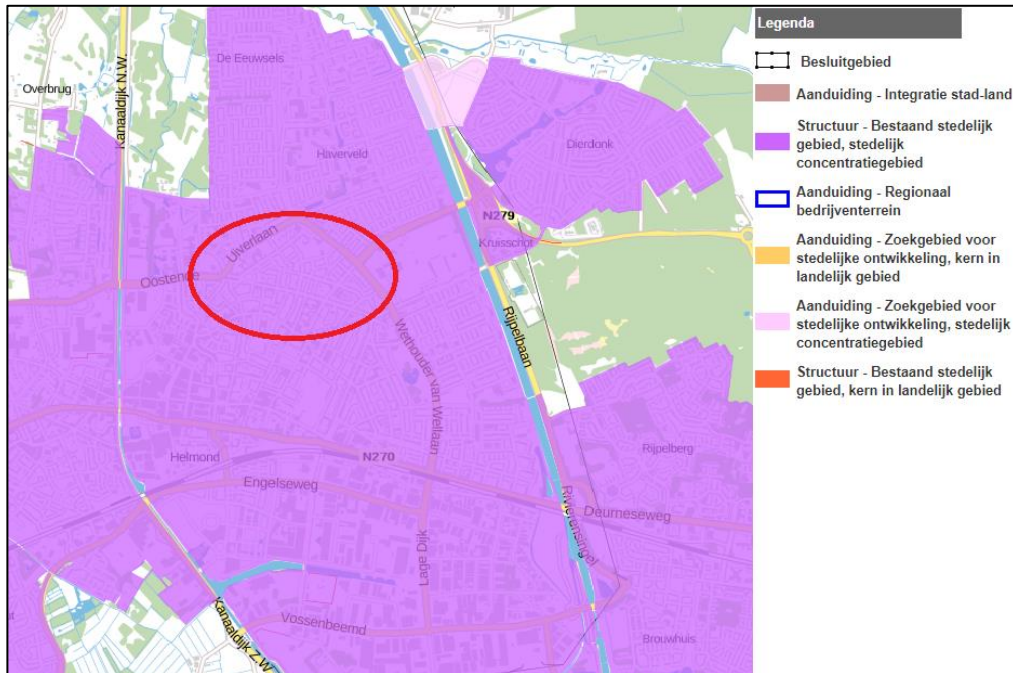 De Eeuwsels
Overbrug
Kanaaldijk N.W.
Haverveld
Dierdonk
N279
Kruisschot
Uiverlaan
Oostende
Rijpelbaan
Wethouder van Wellaan
Helmond
N270
Rijpelberg
Engelseweg
Deurneseweg
Rivierensingel
Lage Dijk
Vossenbeemd
Kanaaldijk Z.W.
Brouwhuis
Legenda
Besluitgebied
Aanduiding - Integratie stad-land
Structuur - Bestaand stedelijk
gebied, stedelijk
concentratiegebied
Aanduiding - Regionaal
bedrijventerrein
Aanduiding - Zoekgebied voor
stedelijke ontwikkeling, kern in
landelijk gebied
Aanduiding - Zoekgebied voor
stedelijke ontwikkeling, stedelijk
concentratiegebied
Structuur - Bestaand stedelijk
gebied, kern in landelijk gebied